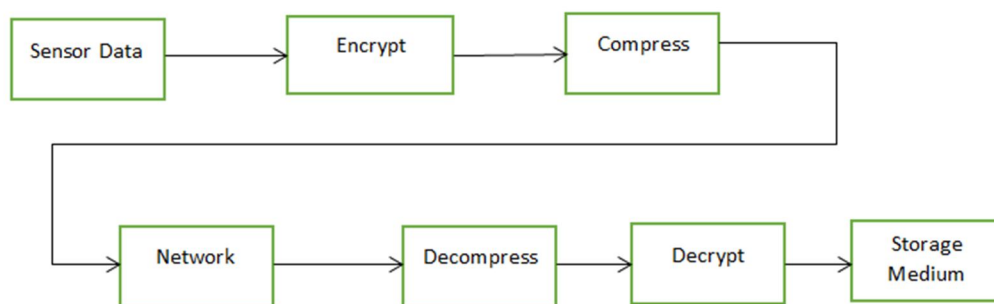 Sensor Data
Encrypt
Compress
Network
Decompress
Decrypt
Storage
Medium